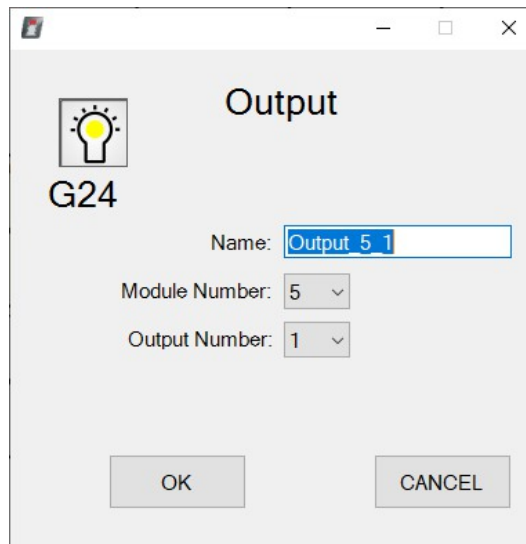 Output
G24
Name: Output_5_1
Module Number: 5
Output Number: 1
OK CANCEL